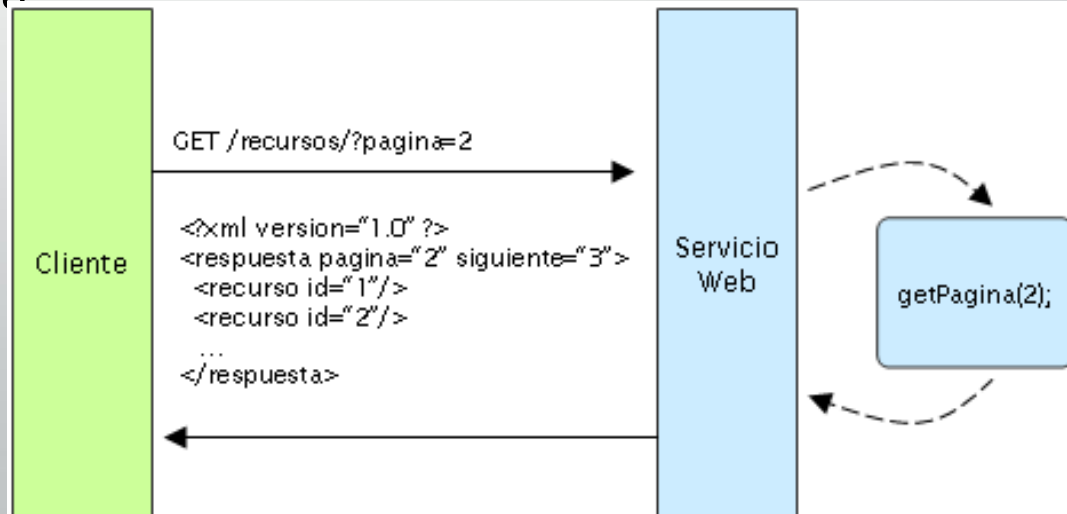 GET /recursos/?pagina=2
<?xml version="1.0" ?>
<respuesta pagina="2" siguiente="3">
<recurso id="1"/>
<recurso id="2"/>
...
</respuesta>
Cliente
Servicio
Web
getPagina(2);